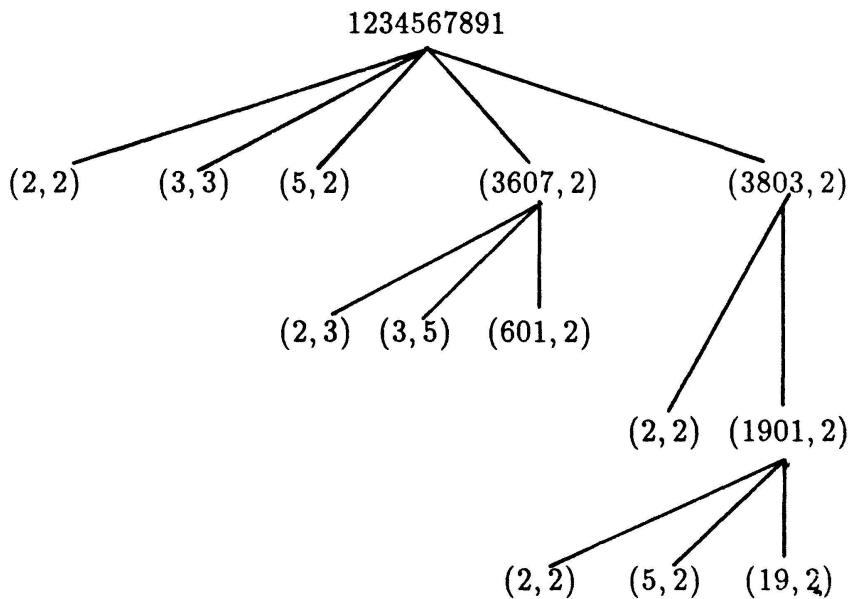 1234567891
(2, 2) (3, 3) (5, 2) (3607, 2) (3803, 2)
(2, 3) (3, 5) (601, 2)
(2, 2) (1901, 2)
(2, 2) (5, 2) (19, 2)